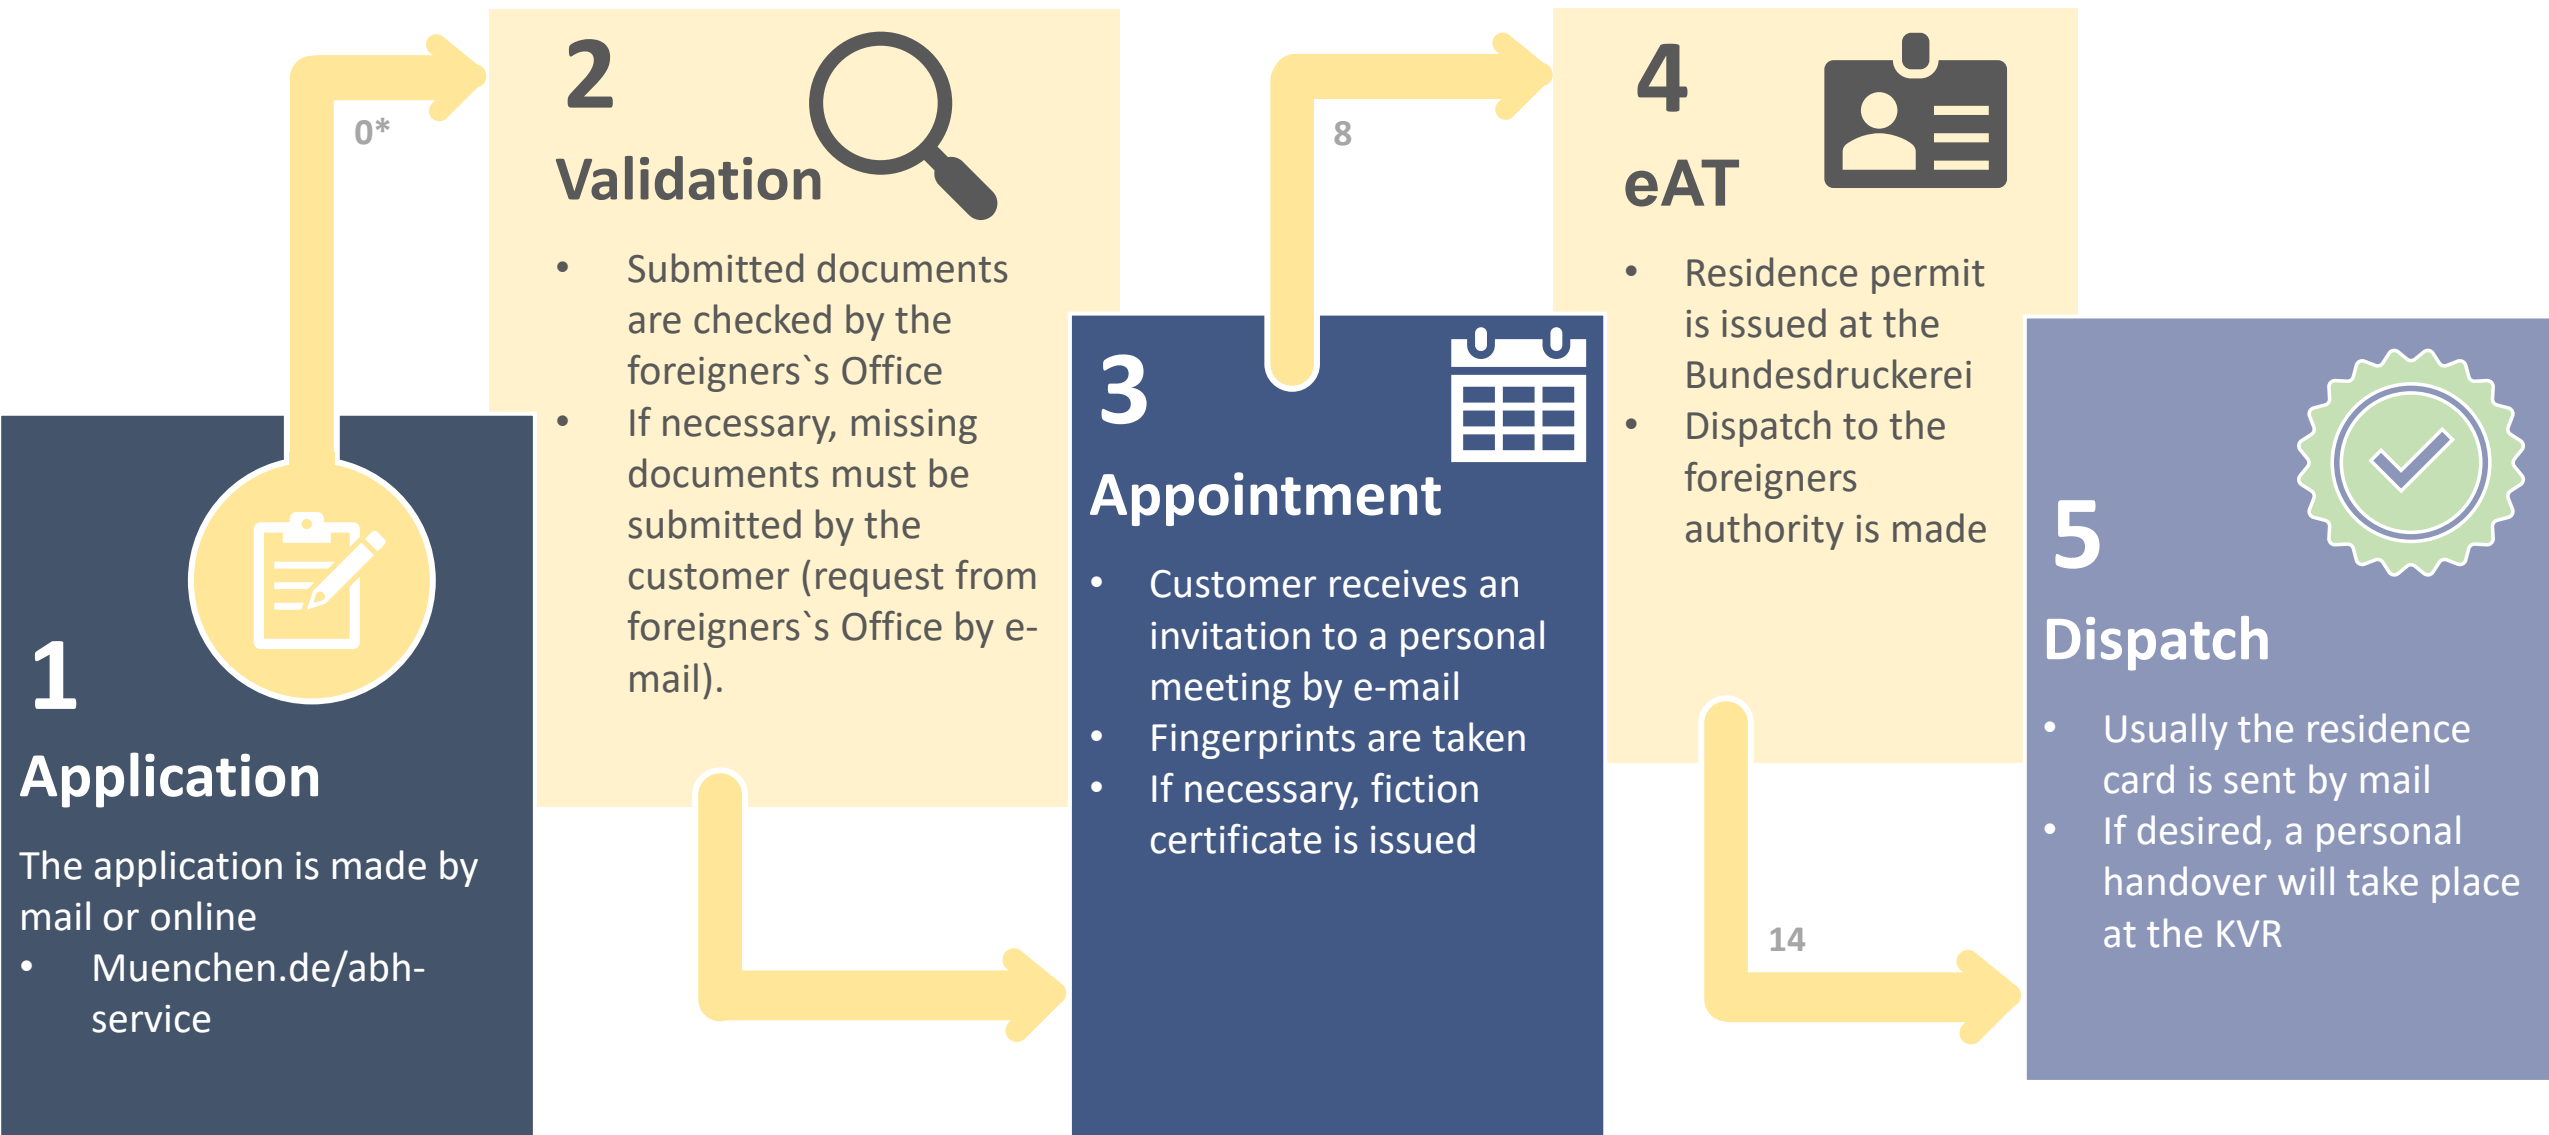 1
Application
The application is made by
mail or online
• Muenchen.de/abh-
service
0*
2
Validation
• Submitted documents
are checked by the
foreigners`s Office
• If necessary, missing
documents must be
submitted by the
customer (request from
foreigners`s Office by e-
mail).
3
Appointment
• Customer receives an
invitation to a personal
meeting by e-mail
• Fingerprints are taken
• If necessary, fiction
certificate is issued
8
4
eAT
• Residence permit
is issued at the
Bundesdruckerei
• Dispatch to the
foreigners
authority is made
14
5
Dispatch
• Usually the residence
card is sent by mail
• If desired, a personal
handover will take place
at the KVR